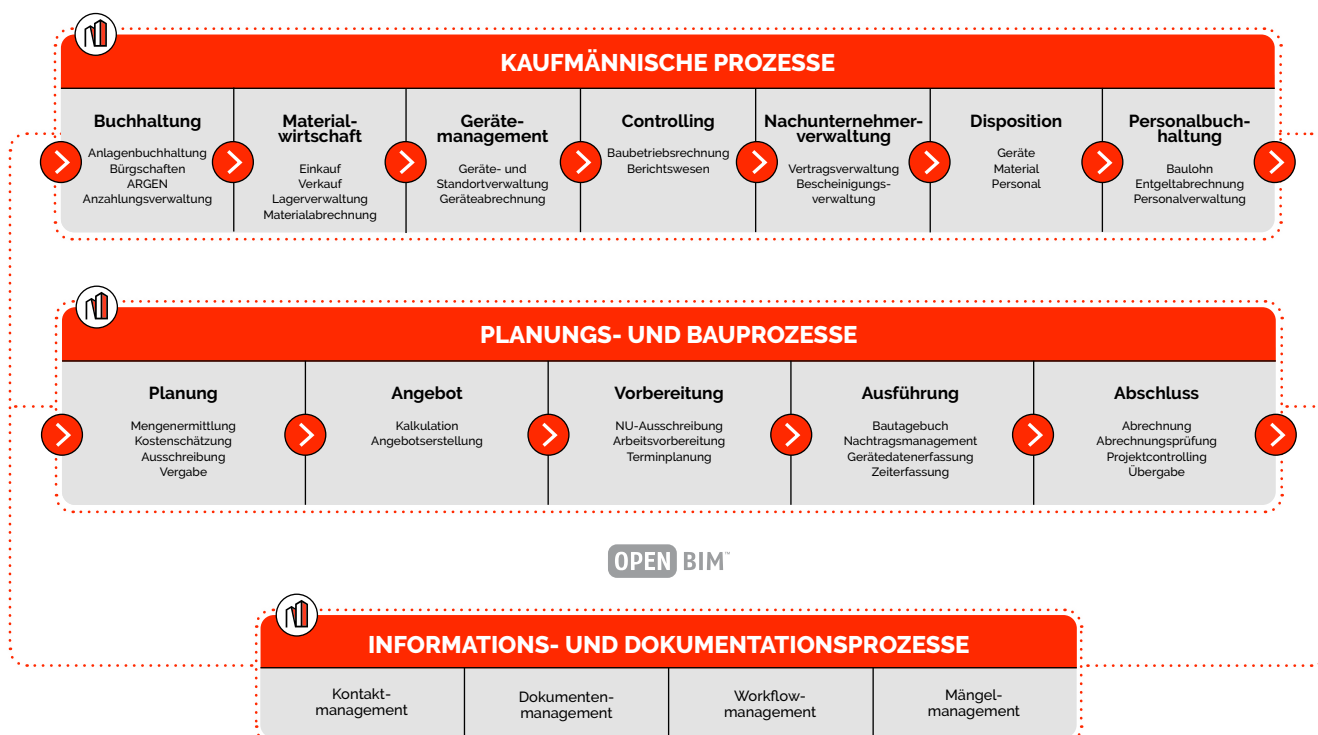 KAUFMÄNNISCHE PROZESSE
Buchhaltung
Anlagenbuchhaltung
Bürgschaften
ARGEN
Anzahlungsverwaltung
Material-
wirtschaft
Einkauf
Verkauf
Lagerverwaltung
Materialabrechnung
Geräte-
management
Geräte- und
Standortverwaltung
Geräteabrechnung
Controlling
Baubetriebsrechnung
Berichtswesen
Nachunternehmer-
verwaltung
Vertragsverwaltung
Bescheinigungs-
verwaltung
Disposition
Geräte
Material
Personal
Personalbuch-
haltung
Baulohn
Entgeltabrechnung
Personalverwaltung
PLANUNGS- UND BAUPROZESSE
Planung
Mengenermittlung
Kostenschätzung
Ausschreibung
Vergabe
Angebot
Kalkulation
Angebotserstellung
Vorbereitung
NU-Ausschreibung
Arbeitsvorbereitung
Terminplanung
Ausführung
Bautagebuch
Nachtragsmanagement
Gerätedatenerfassung
Zeiterfassung
Abschluss
Abrechnung
Abrechnungsprüfung
Projektcontrolling
Übergabe
OPEN BIM™
INFORMATIONS- UND DOKUMENTATIONSPROZESSE
Kontakt-
management
Dokumenten-
management
Workflow-
management
Mängel-
management